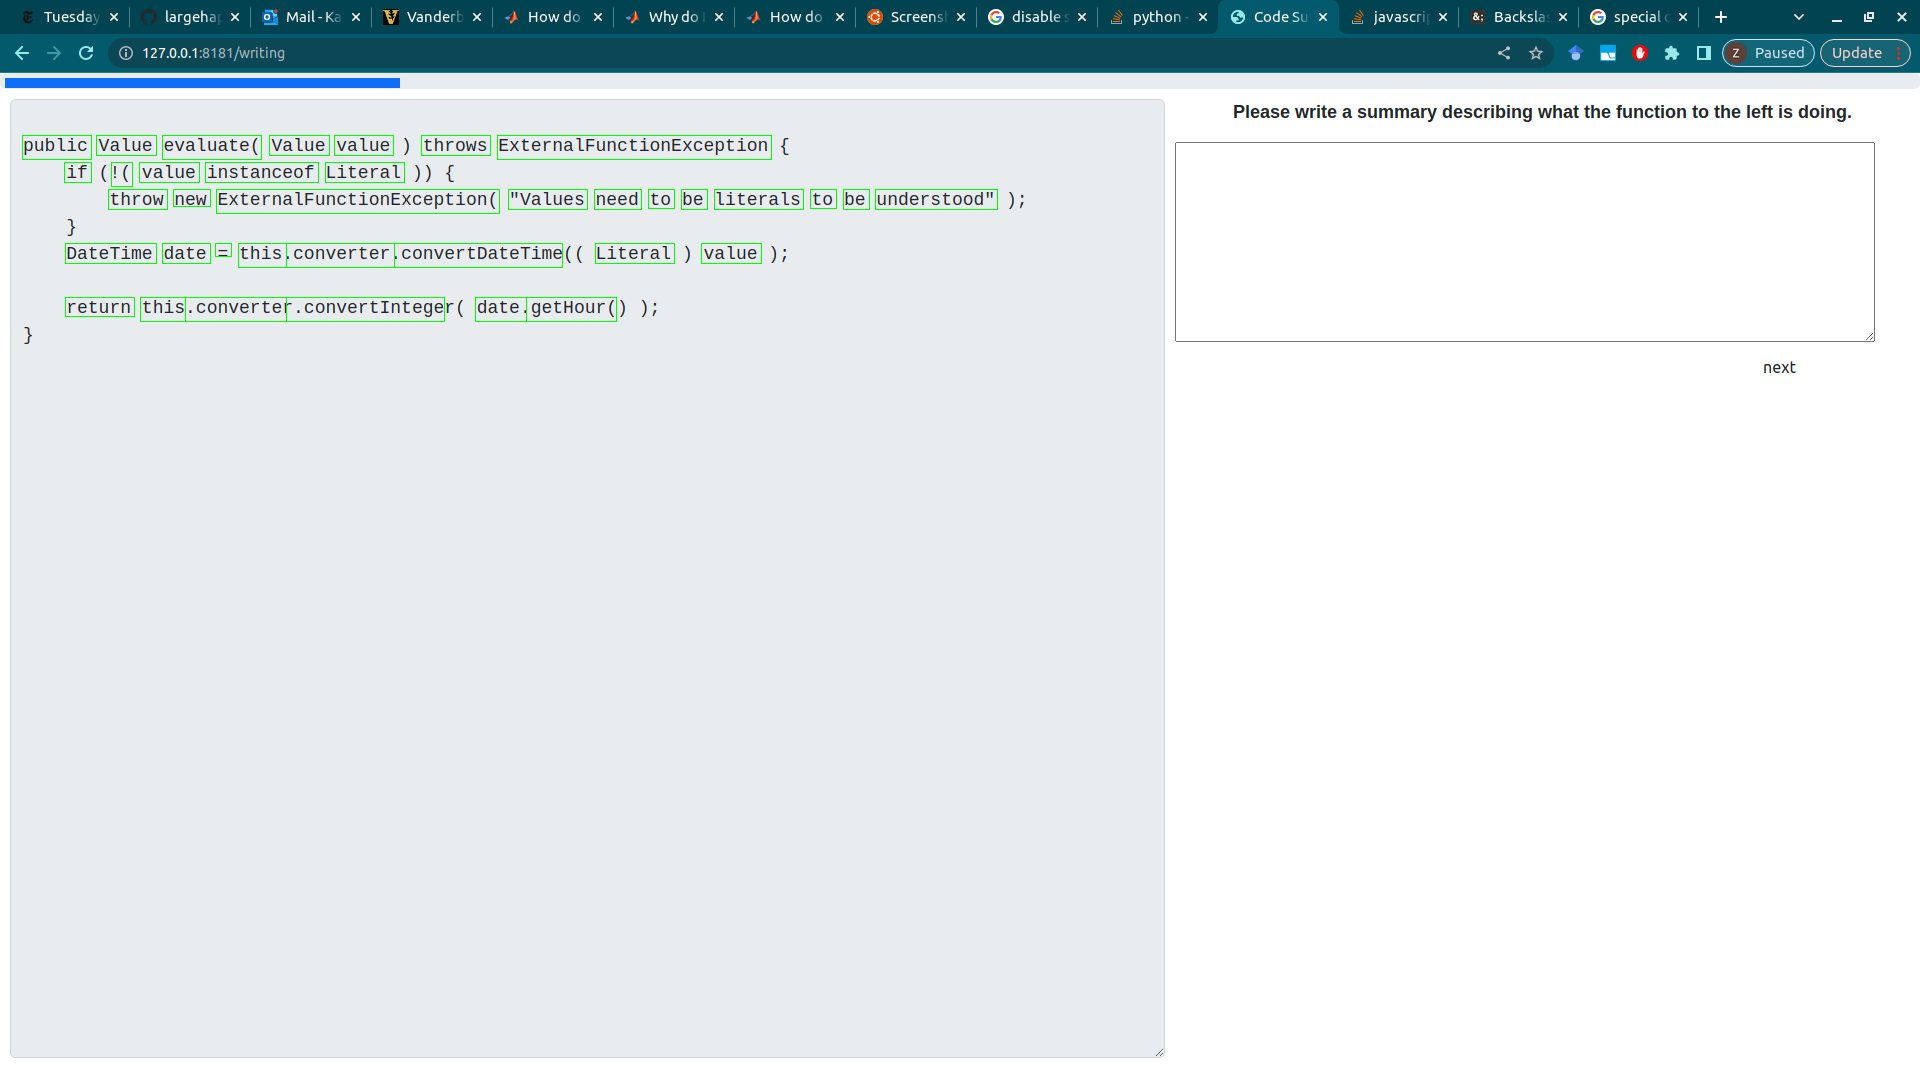 Tuesday
largehap
Mail - Ka
Vanderb
How do
Why do
How do
Screens
disable s
python -
Code Su
javascrip
Backslas
special c
127.0.0.1:8181/writing
Z Paused
Update
public Value evaluate( Value value ) throws ExternalFunctionException {
if (!( value instanceof Literal )) {
throw new ExternalFunctionException( "Values need to be literals to be understood" );
}
DateTime date = this.converter.convertDateTime(( Literal ) value );
return this.converter.convertInteger( date.getHour() );
}
Please write a summary describing what the function to the left is doing.
next